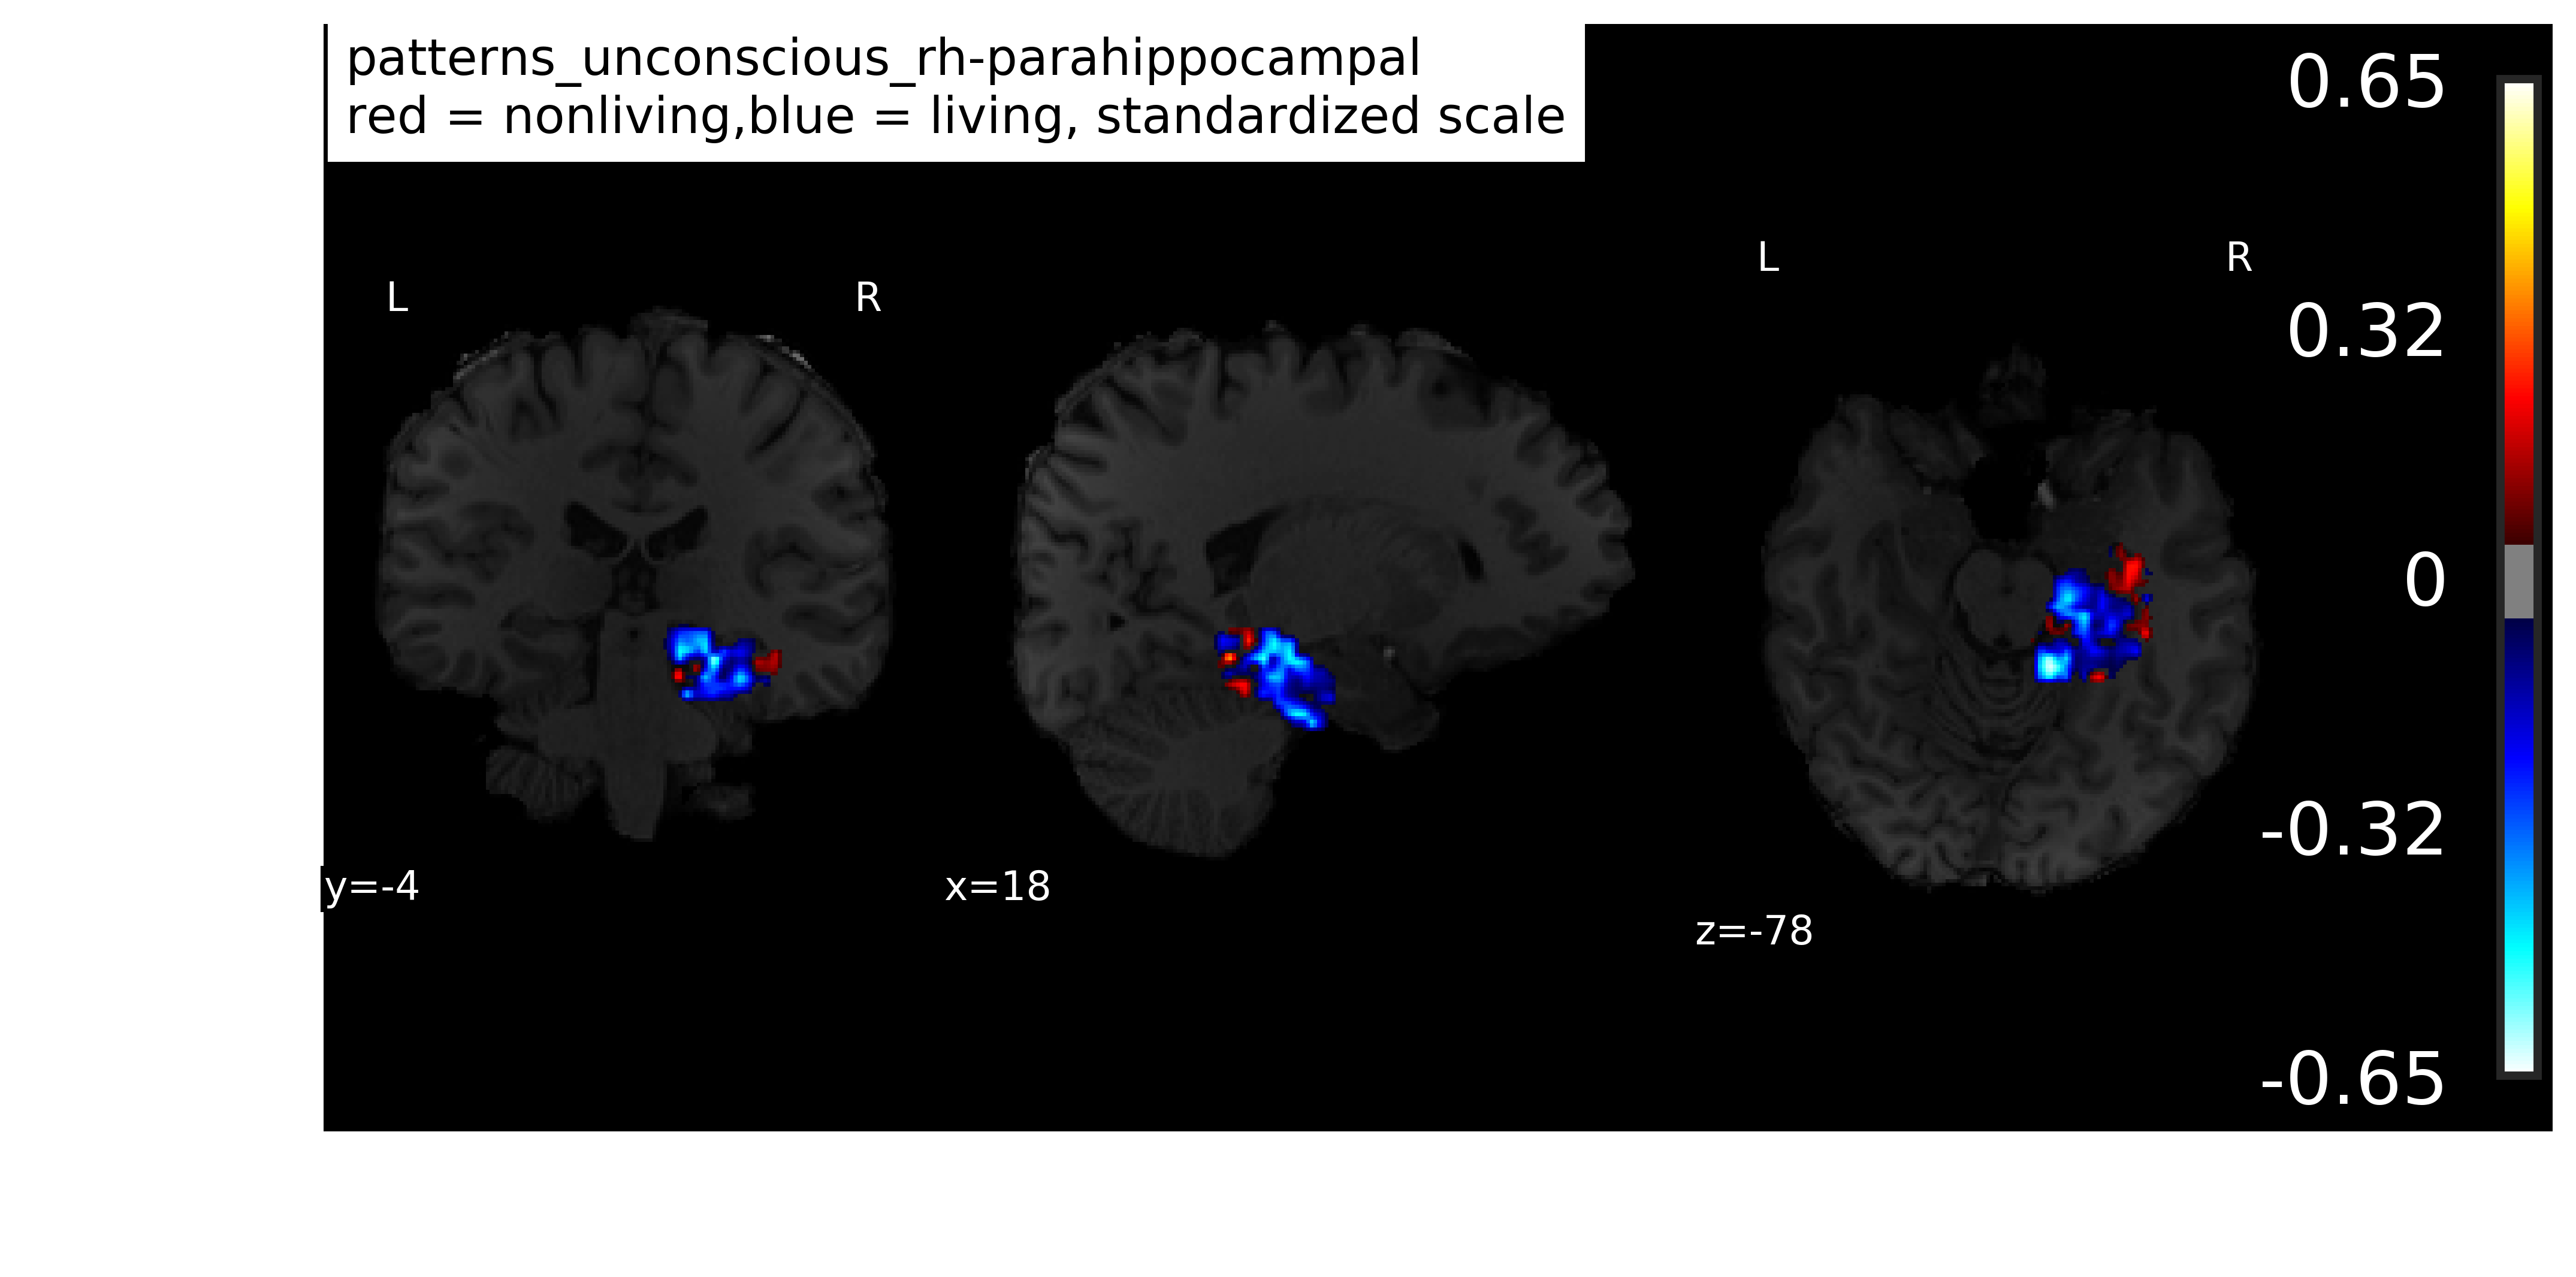 patterns_unconscious_rh-parahippocampal
red = nonliving,blue = living, standardized scale
L R
L R
y=-4
x=18
z=-78
0.65
0.32
0
-0.32
-0.65